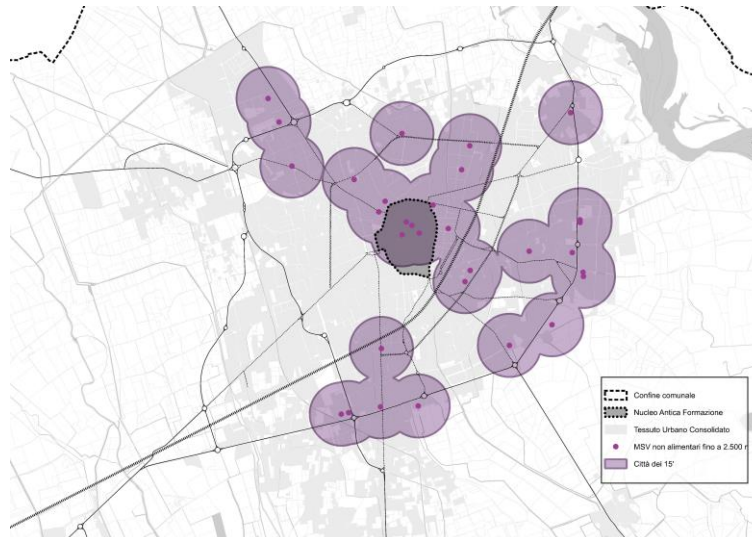 Confine comunale
Nucleo Antica Formazione
Tessuto Urbano Consolidato
MSV non alimentari fino a 2.500 m
Città dei 15'